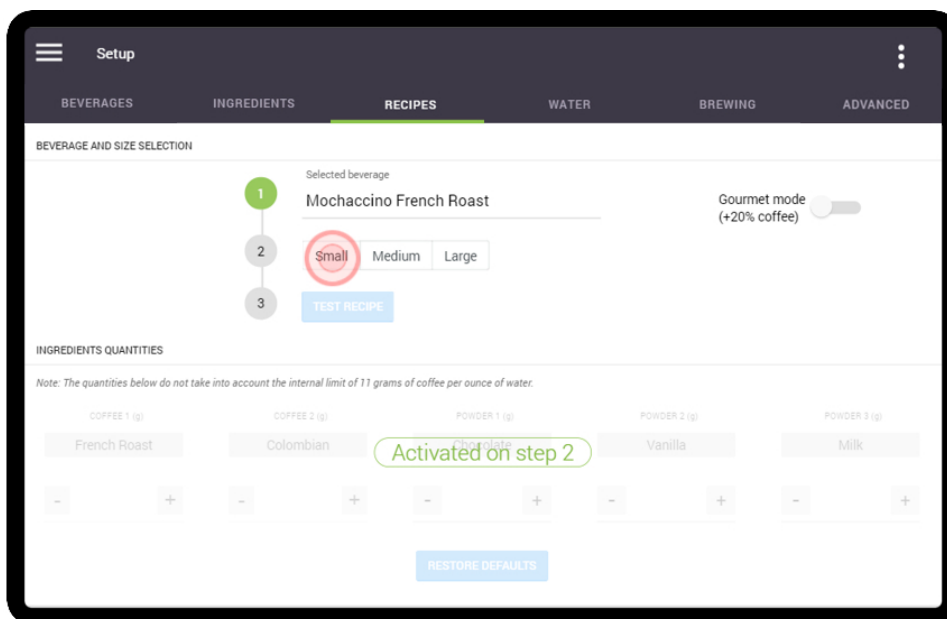 Setup
BEVERAGES INGREDIENTS RECIPES WATER BREWING ADVANCED
BEVERAGE AND SIZE SELECTION
Selected beverage
1 Mochaccino French Roast
Gourmet mode
(+20% coffee)
2 Small Medium Large
3 TEST RECIPE
INGREDIENTS QUANTITIES
Note: The quantities below do not take into account the internal limit of 11 grams of coffee per ounce of water.
COFFEE 1 (g) COFFEE 2 (g) POWDER 1 (g) POWDER 2 (g) POWDER 3 (g)
French Roast Colombian Chocolate Vanilla Milk
Activated on step 2
- + - + - + - + - +
RESTORE DEFAULTS